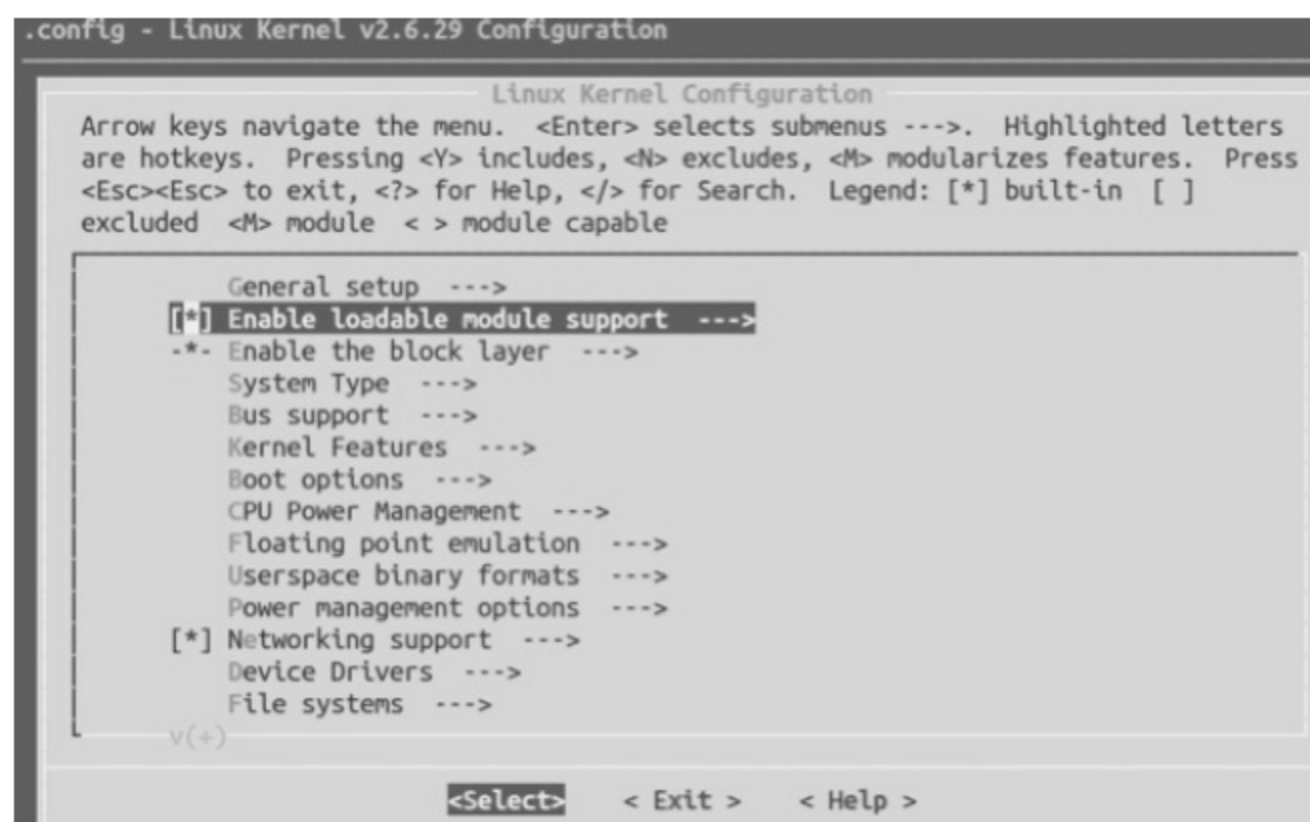 .config - Linux Kernel v2.6.29 Configuration
Linux Kernel Configuration
Arrow keys navigate the menu.  <Enter> selects submenus --->.  Highlighted letters
are hotkeys.  Pressing <Y> includes, <N> excludes, <M> modularizes features.  Press
<Esc><Esc> to exit, <?> for Help, </> for Search.  Legend: [*] built-in  [ ]
excluded  <M> module  < > module capable
General setup  --->
[*] Enable loadable module support  --->
-*- Enable the block layer  --->
System Type  --->
Bus support  --->
Kernel Features  --->
Boot options  --->
CPU Power Management  --->
Floating point emulation  --->
Userspace binary formats  --->
Power management options  --->
[*] Networking support  --->
Device Drivers  --->
File systems  --->
v(+)
<Select>    < Exit >    < Help >